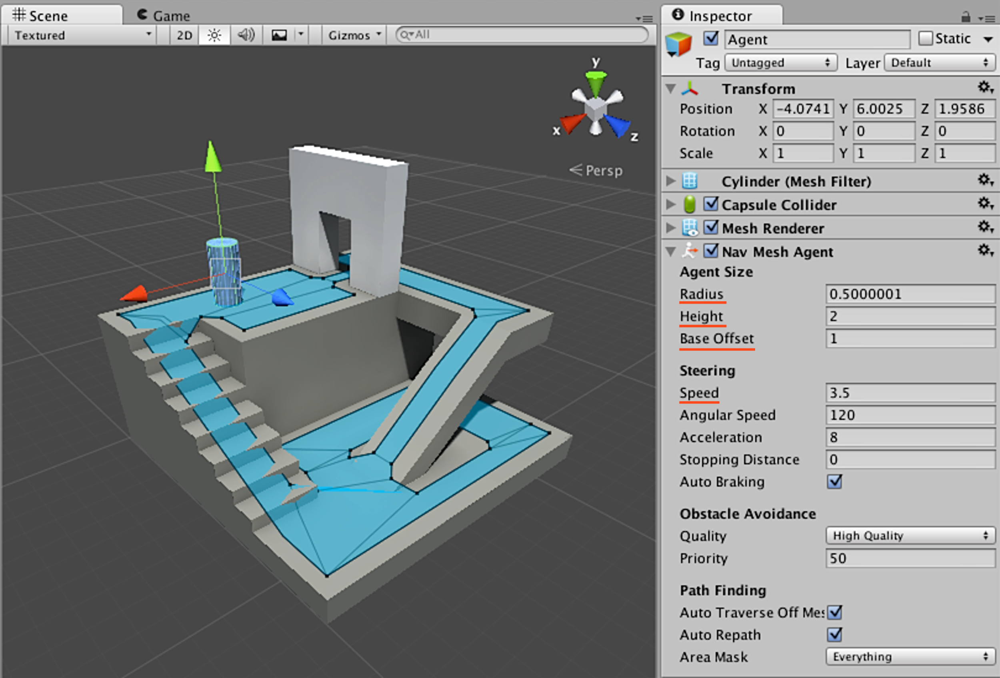 Scene
Game
Textured
2D
Gizmos
All
y
x
z
Persp
Inspector
Agent
Static
Tag Untagged Layer Default
Transform
Position X -4.0741 Y 6.0025 Z 1.9586
Rotation X 0 Y 0 Z 0
Scale X 1 Y 1 Z 1
Cylinder (Mesh Filter)
Capsule Collider
Mesh Renderer
Nav Mesh Agent
Agent Size
Radius 0.5000001
Height 2
Base Offset 1
Steering
Speed 3.5
Angular Speed 120
Acceleration 8
Stopping Distance 0
Auto Braking
Obstacle Avoidance
Quality High Quality
Priority 50
Path Finding
Auto Traverse Off Mes
Auto Repath
Area Mask Everything